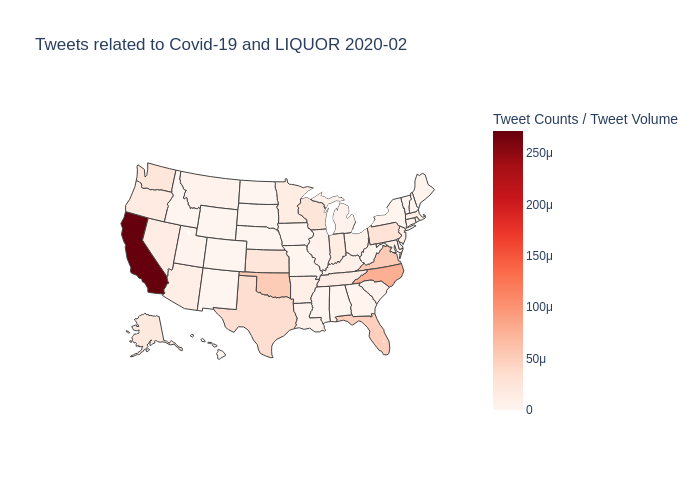 Tweets related to Covid-19 and LIQUOR 2020-02
Tweet Counts / Tweet Volume
250μ
200μ
150μ
100μ
50μ
0